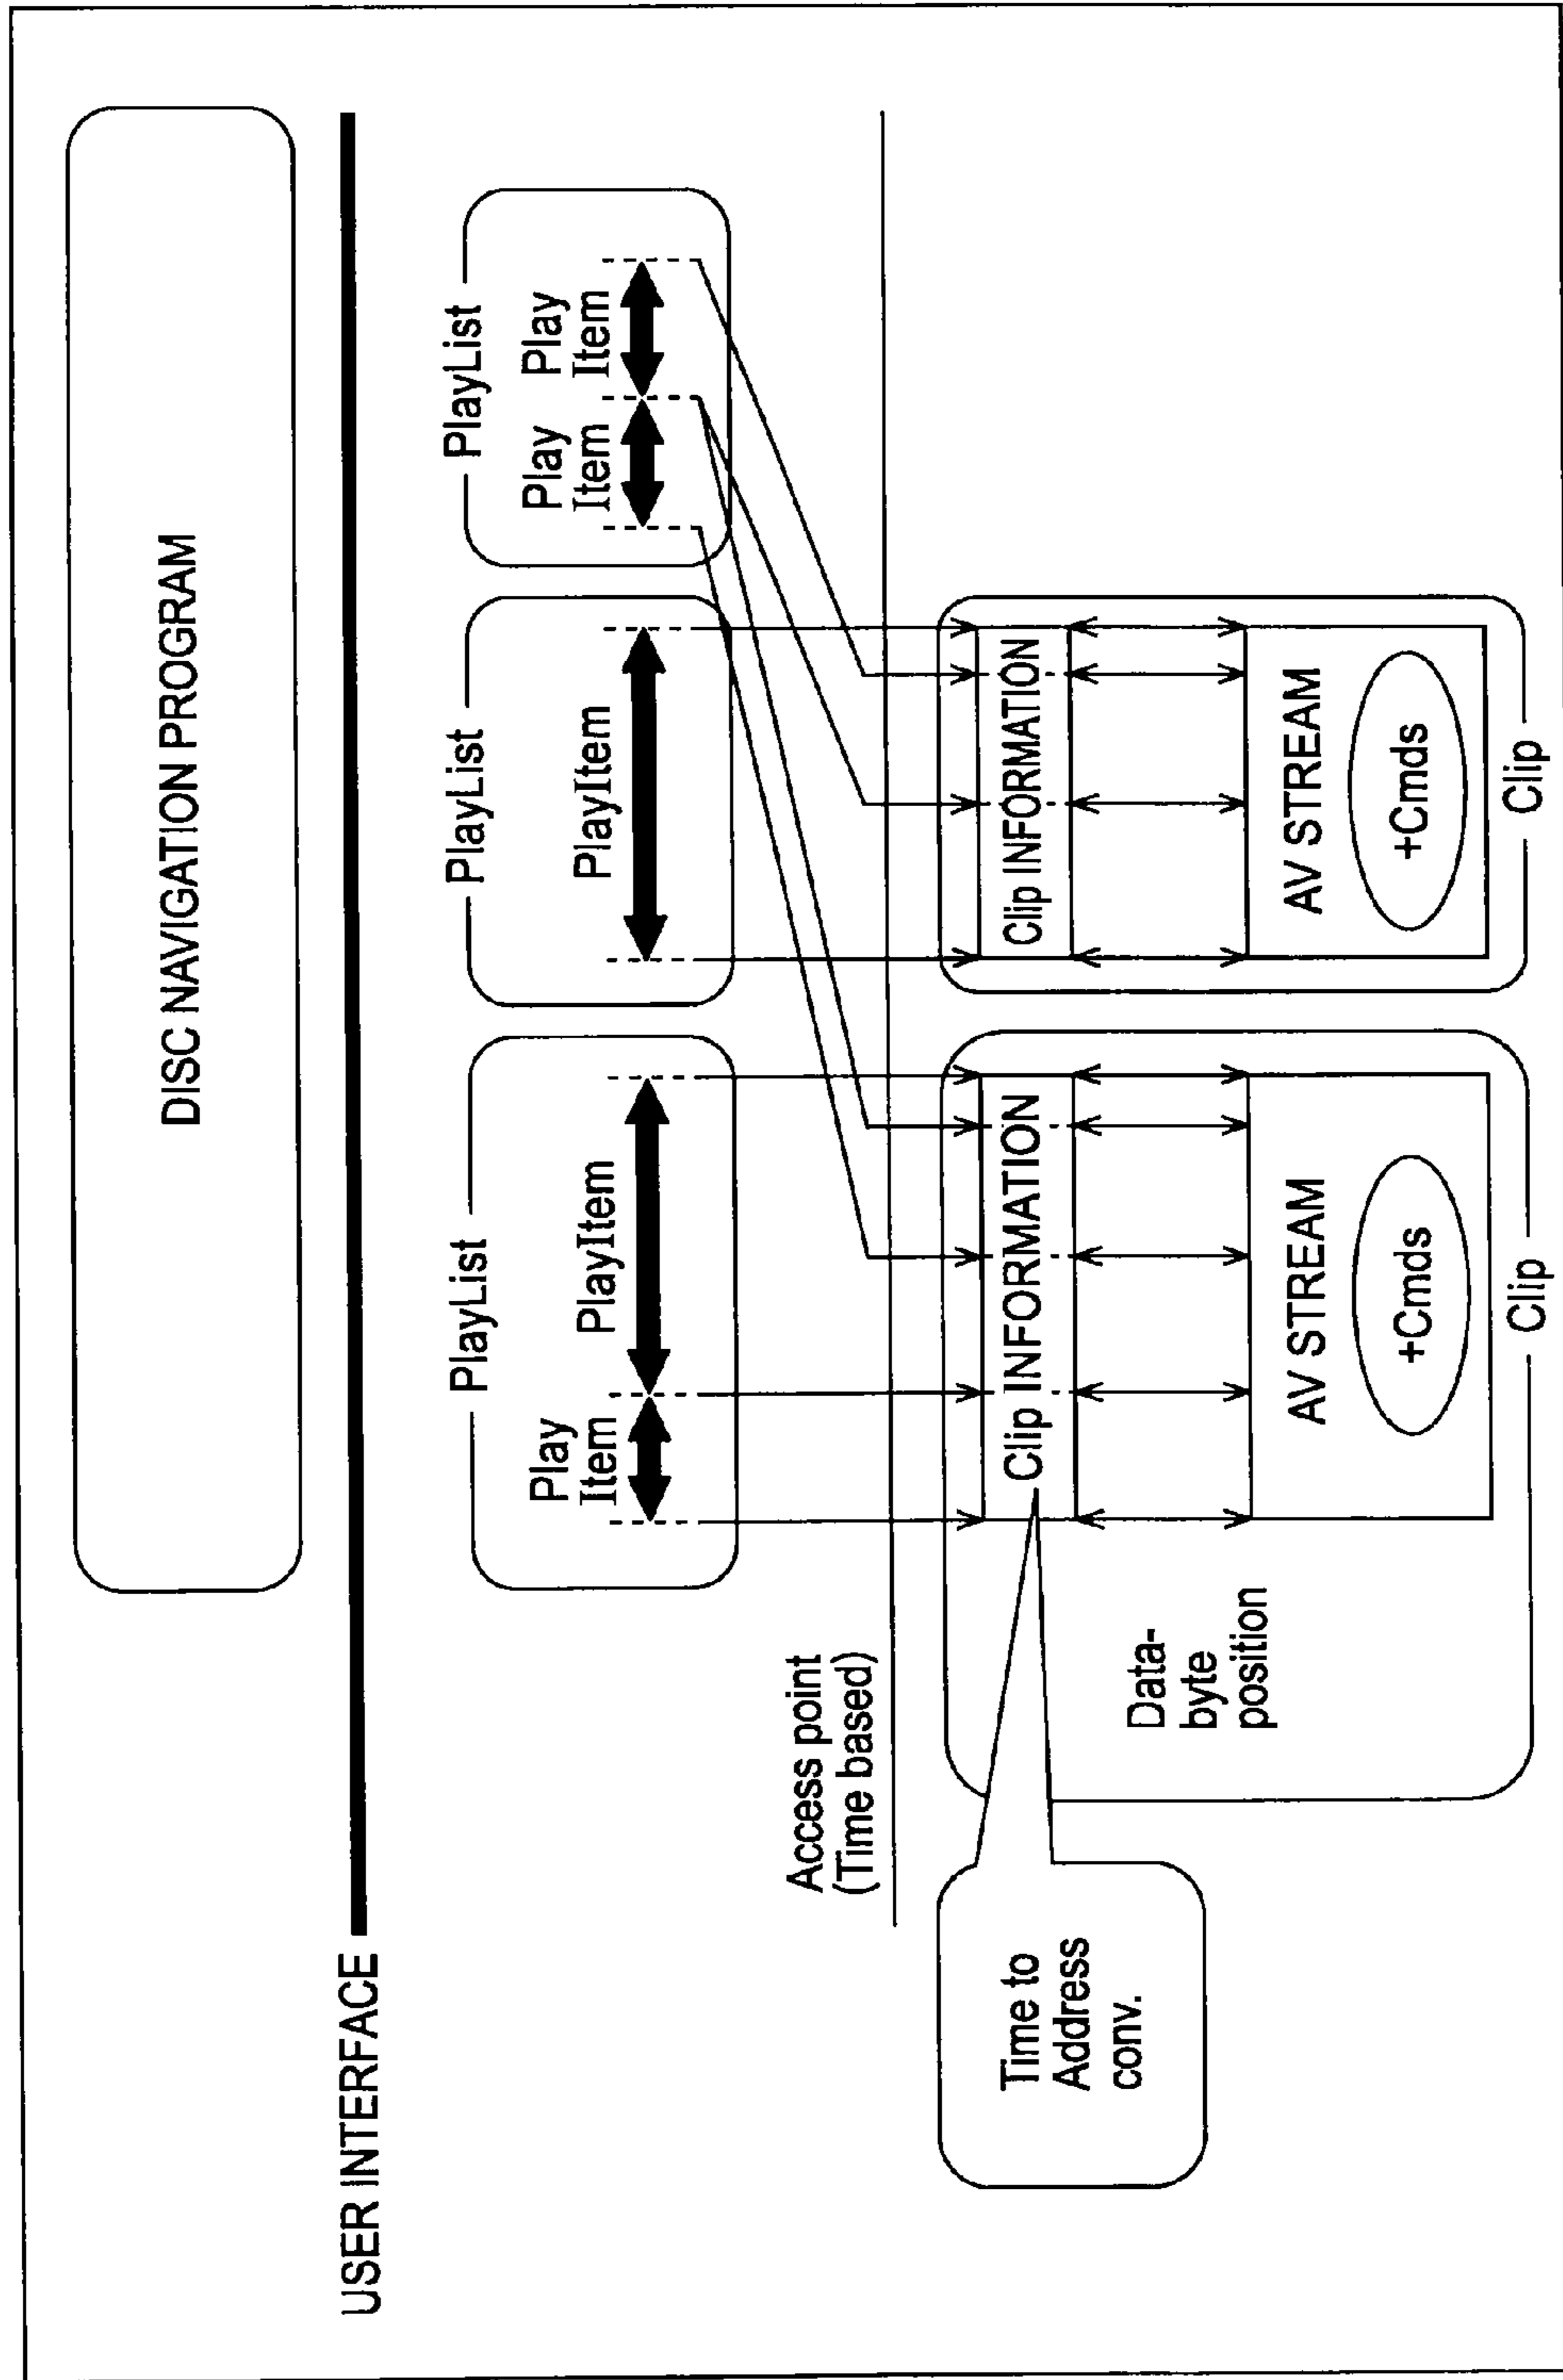 DISC NAVIGATION PROGRAM
USER INTERFACE
PlayList
PlayList
PlayList
Play
Item
PlayItem
PlayItem
Play
Item
Play
Item
Access point
(Time based)
Time to
Address
conv.
Clip INFORMATION
Clip INFORMATION
Data-
byte
position
AV STREAM
AV STREAM
+Cmds
+Cmds
Clip
Clip